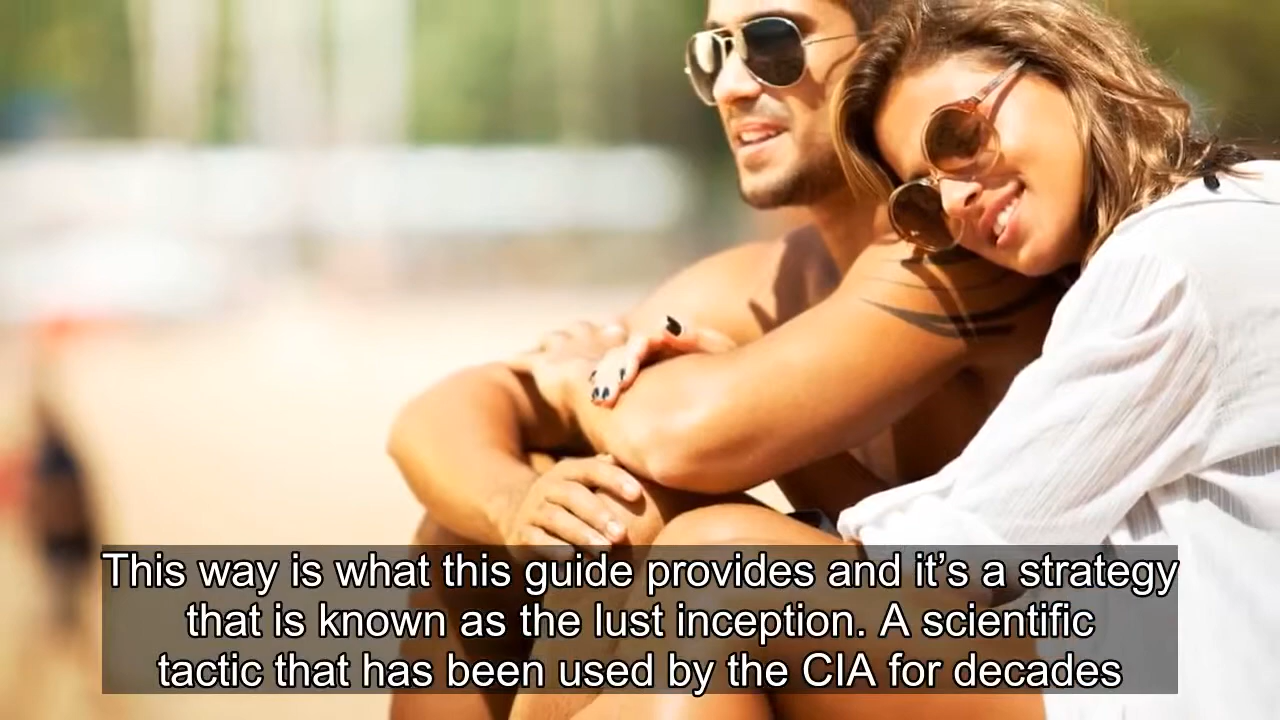 This way is what this guide provides and it’s a strategy
that is known as the lust inception. A scientific
tactic that has been used by the CIA for decades